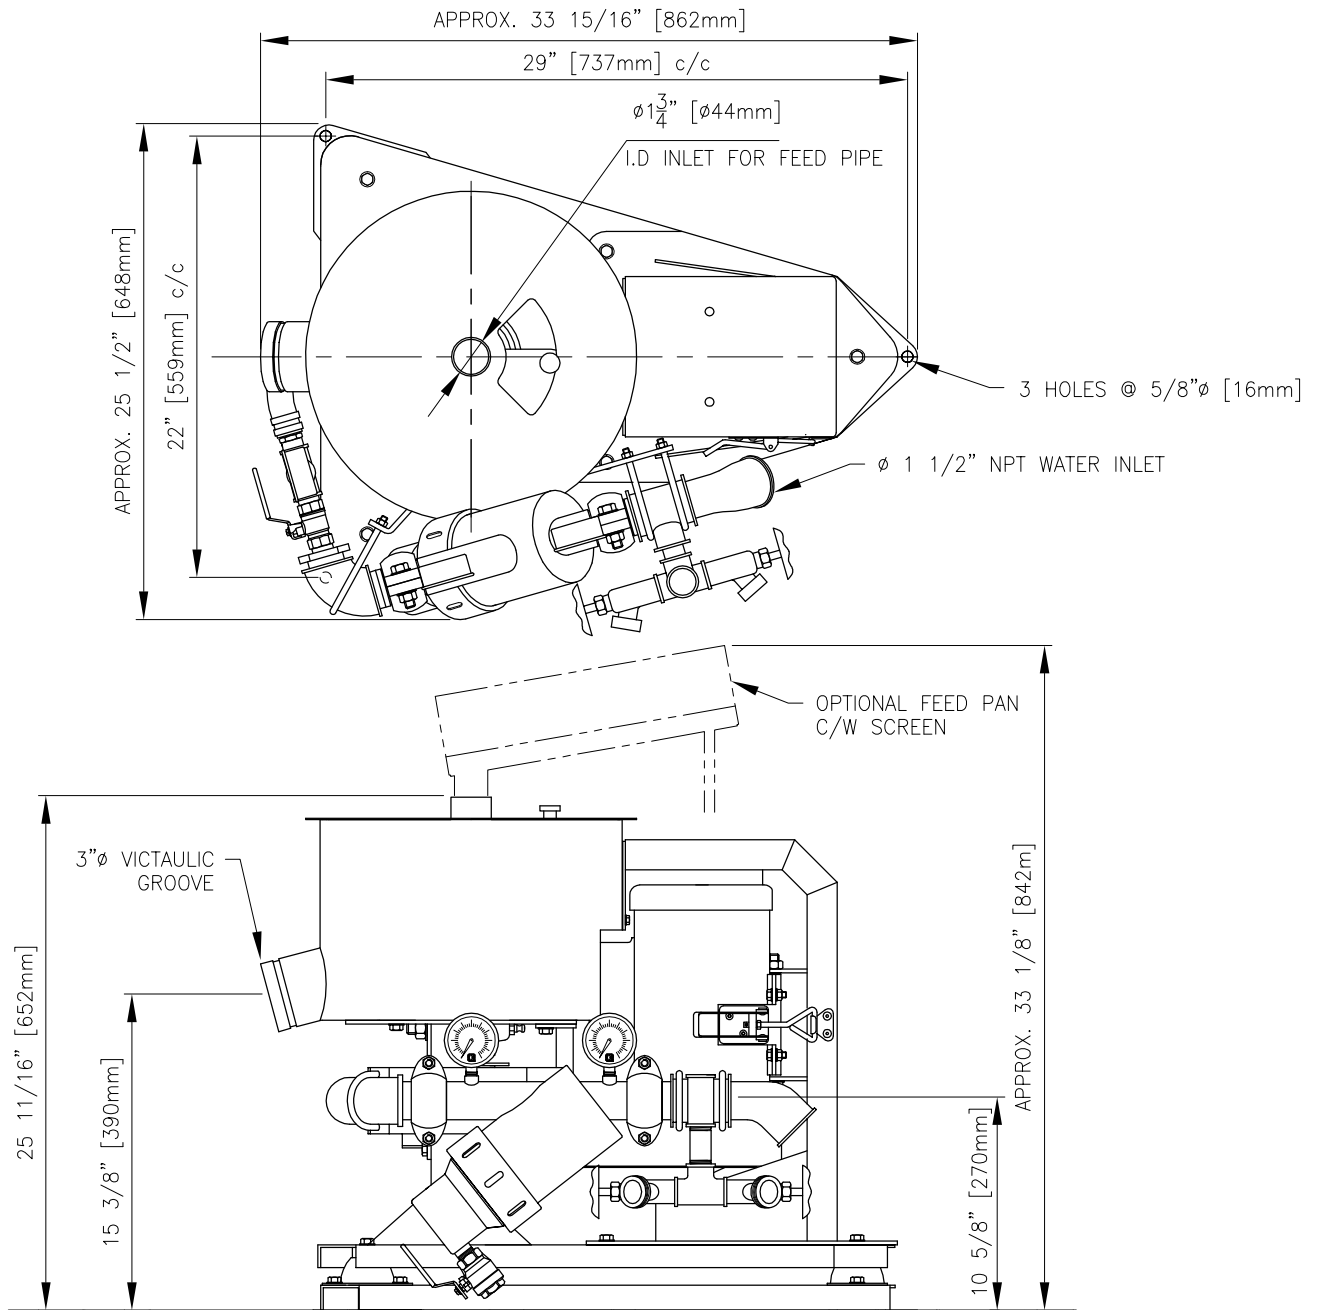 APPROX. 33 15/16" [862mm]
29" [737mm] c/c
ø1 3/4" [ø44mm]
I.D INLET FOR FEED PIPE
APPROX. 25 1/2" [648mm]
22" [559mm] c/c
3 HOLES @ 5/8"ø [16mm]
ø 1 1/2" NPT WATER INLET
OPTIONAL FEED PAN
C/W SCREEN
3"ø VICTAULIC
GROOVE
25 11/16" [652mm]
15 3/8" [390mm]
APPROX. 33 1/8" [842m]
10 5/8" [270mm]